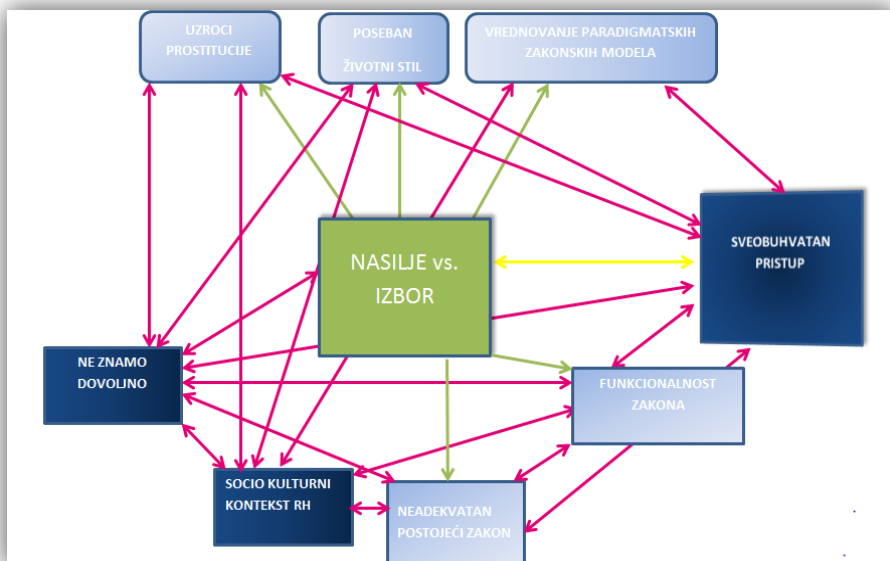 UZROCI
PROSTITUCIJE
POSEBAN
ŽIVOTNI STIL
VREDNOVANJE PARADIGMATSKIH
ZAKONSKIH MODELA
NASILJE vs.
IZBOR
SVEOBUHVATAN
PRISTUP
NE ZNAMO
DOVOLJNO
FUNKCIONALNOST
ZAKONA
SOCIO KULTURNI
KONTEKST RH
NEADEKVATAN
POSTOJEĆI ZAKON